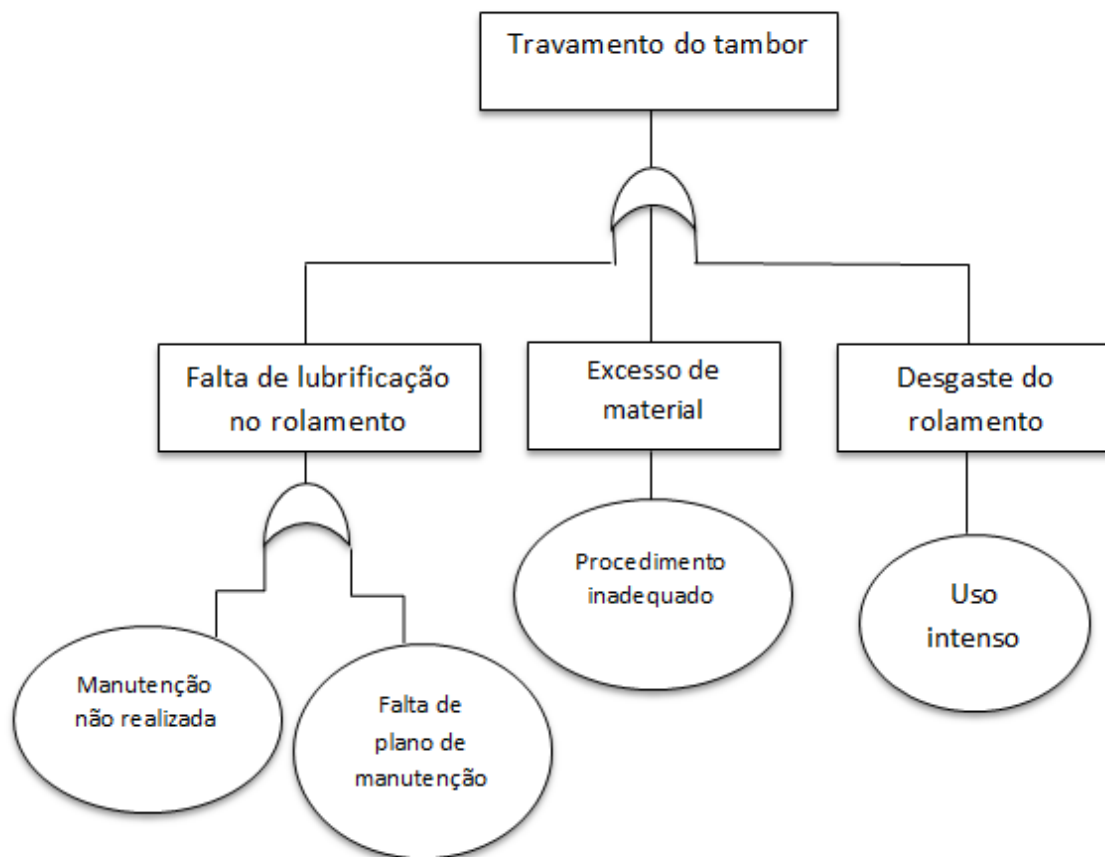 Travamento do tambor
Falta de lubrificação
no rolamento
Excesso de
material
Desgaste do
rolamento
Procedimento
inadequado
Uso
intenso
Manutenção
não realizada
Falta de
plano de
manutenção